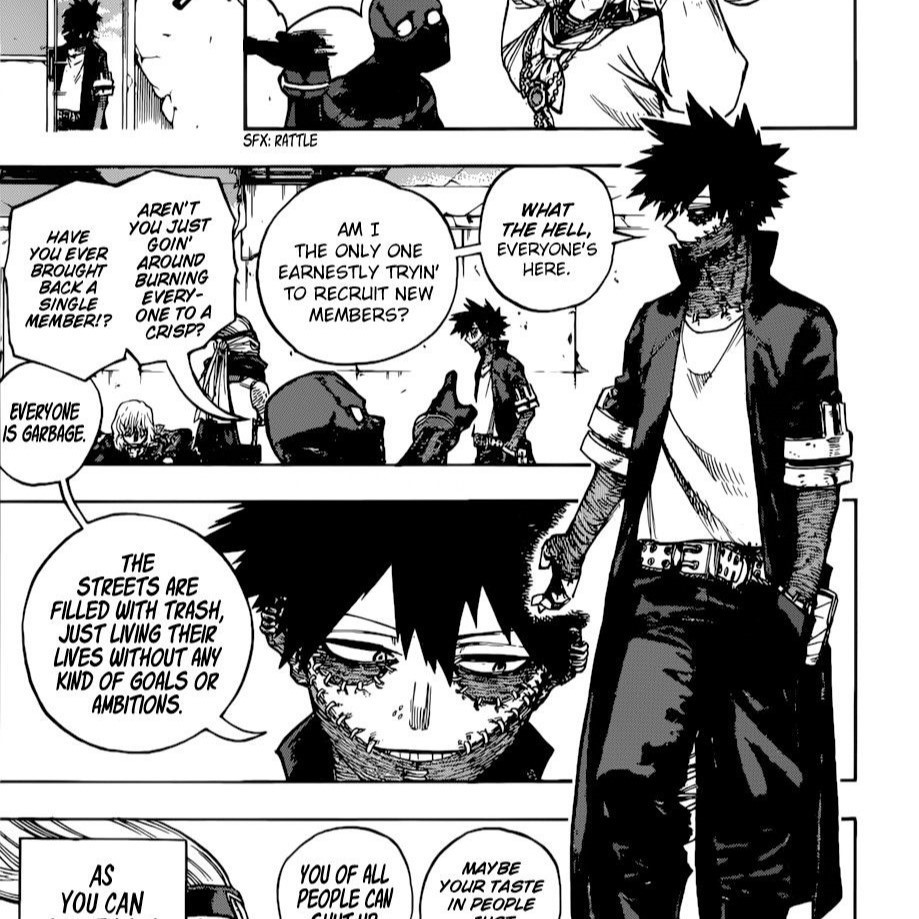 SFX: RATTLE
WHAT
THE HELL,
EVERYONE'S
HERE.
AM I
THE ONLY ONE
EARNESTLY TRYIN'
TO RECRUIT NEW
MEMBERS?
AREN'T
YOU JUST
GOIN'
AROUND
BURNING
EVERY-
ONE TO A
CRISP?
HAVE
YOU EVER
BROUGHT
BACK A
SINGLE
MEMBER!?
EVERYONE
IS GARBAGE.
THE
STREETS ARE
FILLED WITH TRASH,
JUST LIVING THEIR
LIVES WITHOUT ANY
KIND OF GOALS OR
AMBITIONS.
MAYBE
YOUR TASTE
IN PEOPLE
JUST
YOU OF ALL
PEOPLE CAN
SHUT UP
AS
YOU CAN